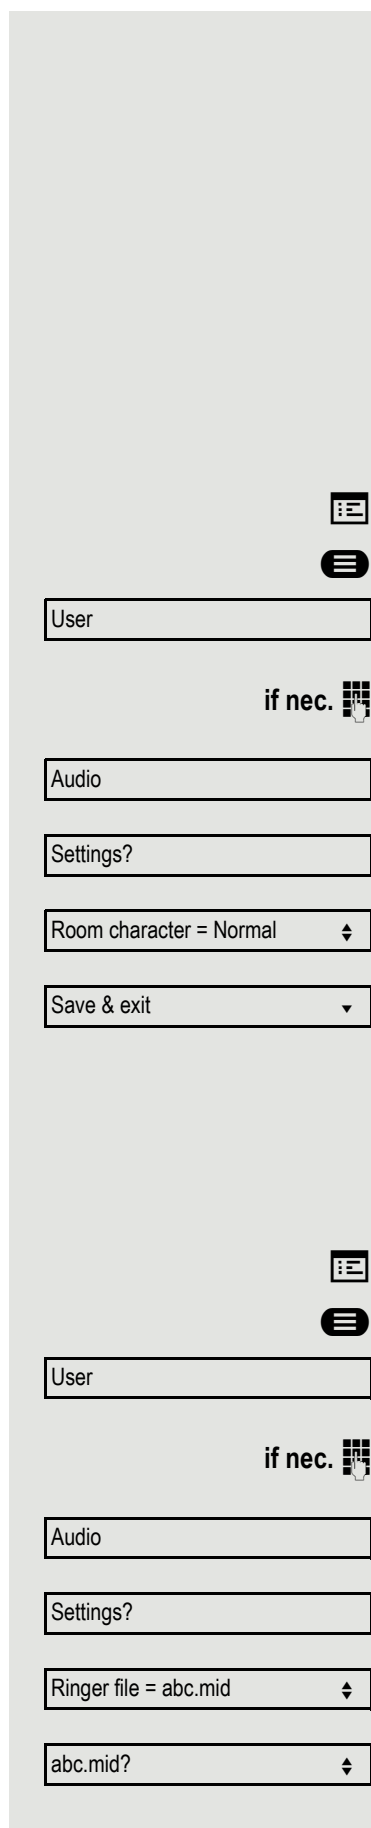 User
if nec.
Audio
Settings?
Room character = Normal
Save & exit
User
if nec.
Audio
Settings?
Ringer file = abc.mid
abc.mid?